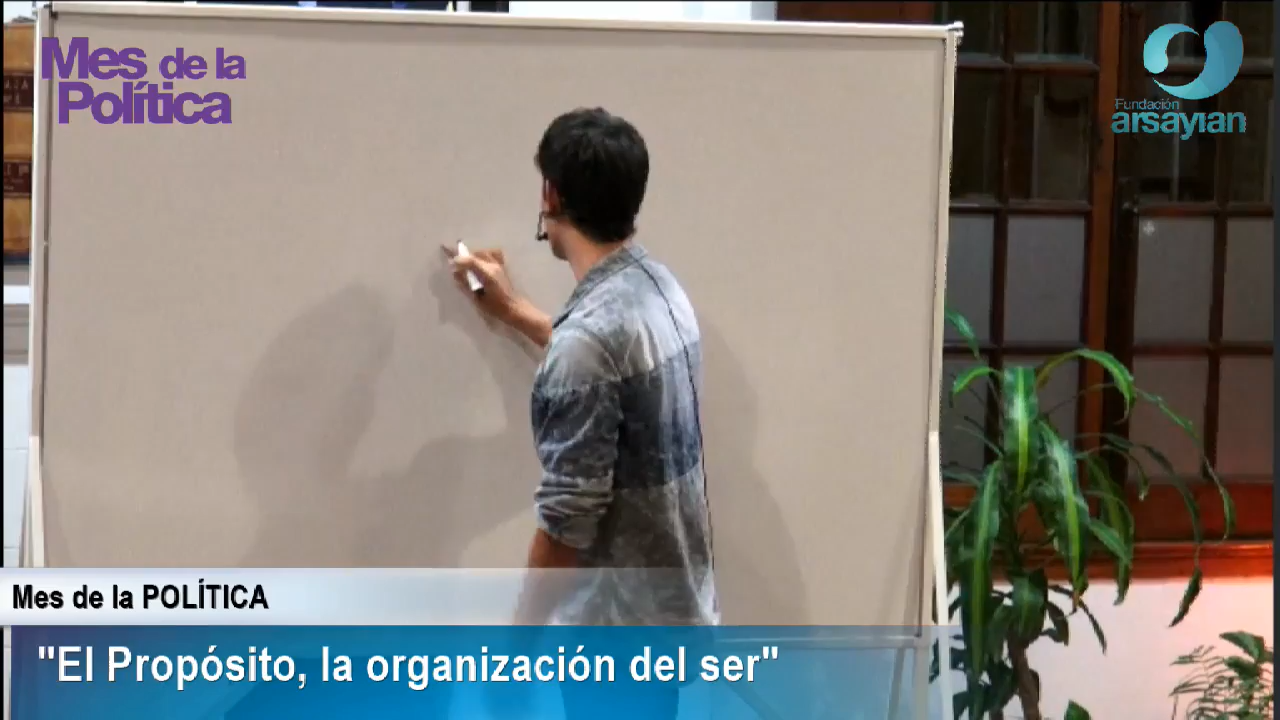 Mes de la
Política
Fundación
arsayian
Mes de la POLÍTICA
"El Propósito, la organización del ser"